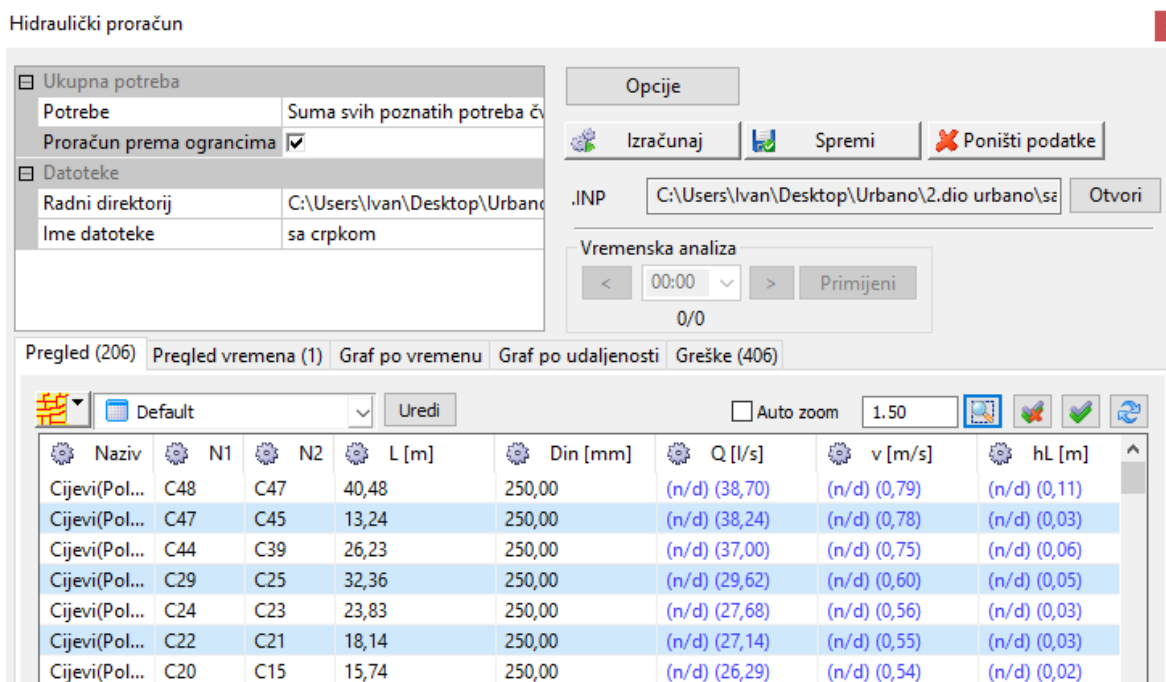 Hidraulički proračun
Ukupna potreba
Potrebe Suma svih poznatih potreba čv
Proračun prema ograncima
Datoteke
Radni direktorij C:\Users\Ivan\Desktop\Urbano
Ime datoteke sa crpkom
Opcije
Izračunaj Spremi Poništi podatke
.INP C:\Users\Ivan\Desktop\Urbano\2.dio urbano\sa Otvori
Vremenska analiza
< 00:00 > Primijeni
0/0
Pregled (206) Pregled vremena (1) Graf po vremenu Graf po udaljenosti Greške (406)
Default Uredi Auto zoom 1.50
Naziv N1 N2 L [m] Din [mm] Q [l/s] v [m/s] hL [m]
Cijevi(Pol... C48 C47 40,48 250,00 (n/d) (38,70) (n/d) (0,79) (n/d) (0,11)
Cijevi(Pol... C47 C45 13,24 250,00 (n/d) (38,24) (n/d) (0,78) (n/d) (0,03)
Cijevi(Pol... C44 C39 26,23 250,00 (n/d) (37,00) (n/d) (0,75) (n/d) (0,06)
Cijevi(Pol... C29 C25 32,36 250,00 (n/d) (29,62) (n/d) (0,60) (n/d) (0,05)
Cijevi(Pol... C24 C23 23,83 250,00 (n/d) (27,68) (n/d) (0,56) (n/d) (0,03)
Cijevi(Pol... C22 C21 18,14 250,00 (n/d) (27,14) (n/d) (0,55) (n/d) (0,03)
Cijevi(Pol... C20 C15 15,74 250,00 (n/d) (26,29) (n/d) (0,54) (n/d) (0,02)